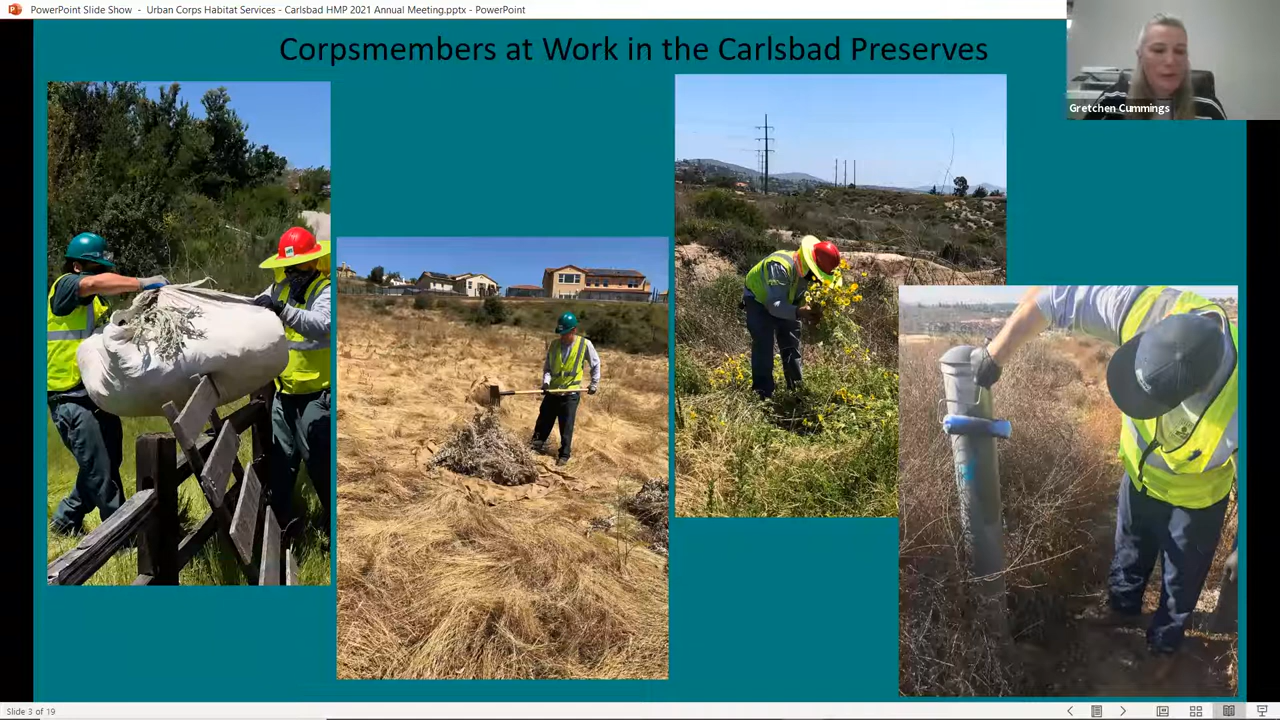 PowerPoint Slide Show - Urban Corps Habitat Services - Carlsbad HMP 2021 Annual Meeting.pptx - PowerPoint
Corpsmembers at Work in the Carlsbad Preserves
Gretchen Cummings
Slide 3 of 19